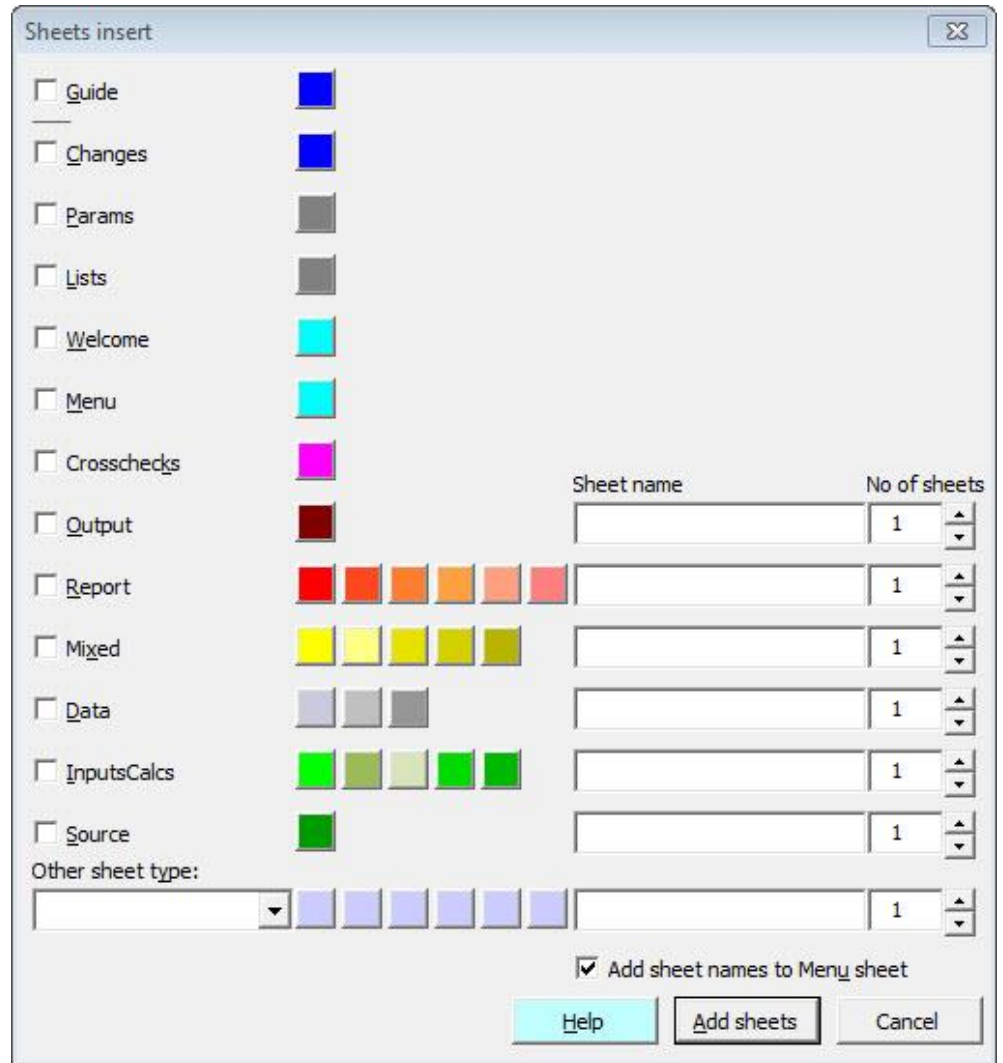 Sheets insert
Guide
Changes
Params
Lists
Welcome
Menu
Crosschecks
Sheet name No of sheets
Output 1
Report 1
Mixed 1
Data 1
InputsCalcs 1
Source 1
Other sheet type:
1
Add sheet names to Menu sheet
Help Add sheets Cancel